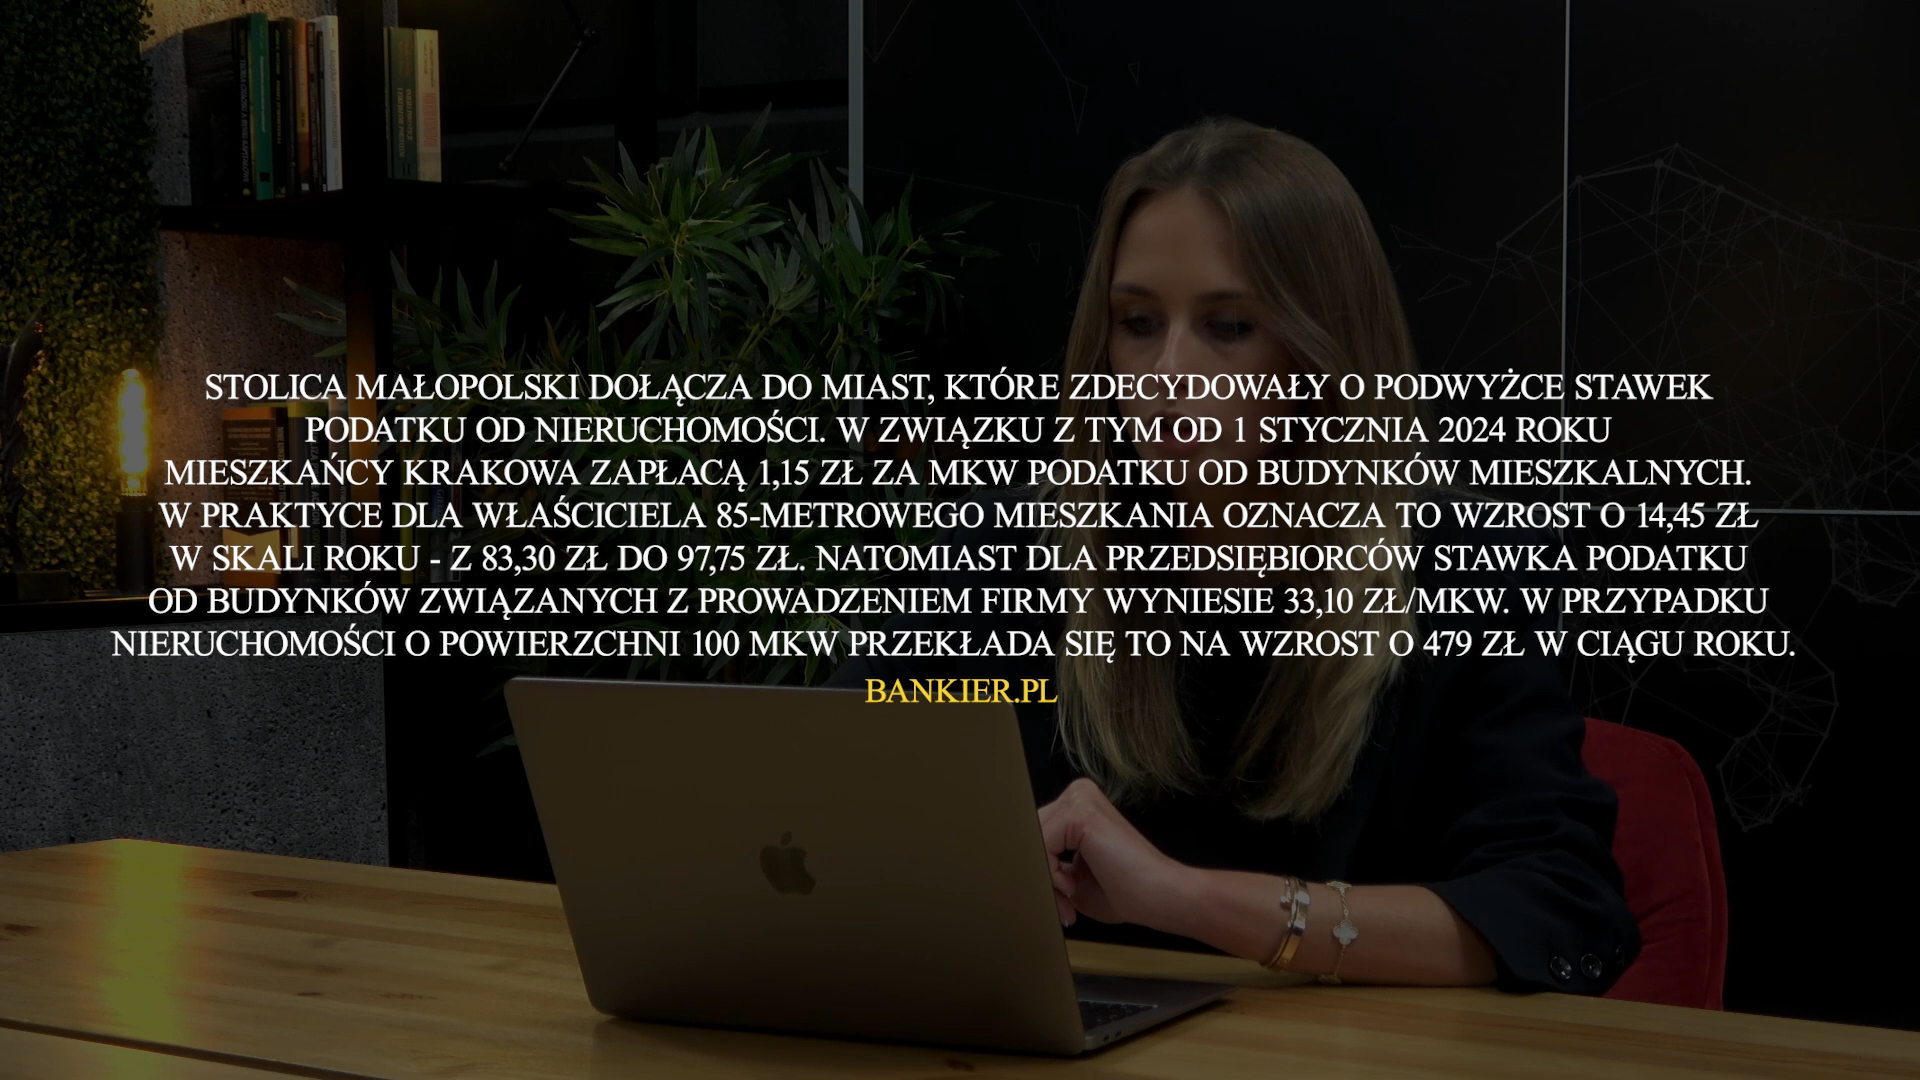 STOLICA MAŁOPOLSKI DOŁĄCZA DO MIAST, KTÓRE ZDECYDOWAŁY O PODWYŻCE STAWEK
PODATKU OD NIERUCHOMOŚCI. W ZWIĄZKU Z TYM OD 1 STYCZNIA 2024 ROKU
MIESZKAŃCY KRAKOWA ZAPŁACĄ 1,15 ZŁ ZA MKW PODATKU OD BUDYNKÓW MIESZKALNYCH.
W PRAKTYCE DLA WŁAŚCICIELA 85-METROWEGO MIESZKANIA OZNACZA TO WZROST O 14,45 ZŁ
W SKALI ROKU - Z 83,30 ZŁ DO 97,75 ZŁ. NATOMIAST DLA PRZEDSIĘBIORCÓW STAWKA PODATKU
OD BUDYNKÓW ZWIĄZANYCH Z PROWADZENIEM FIRMY WYNIESIE 33,10 ZŁ/MKW. W PRZYPADKU
NIERUCHOMOŚCI O POWIERZCHNI 100 MKW PRZEKŁADA SIĘ TO NA WZROST O 479 ZŁ W CIĄGU ROKU.
BANKIER.PL